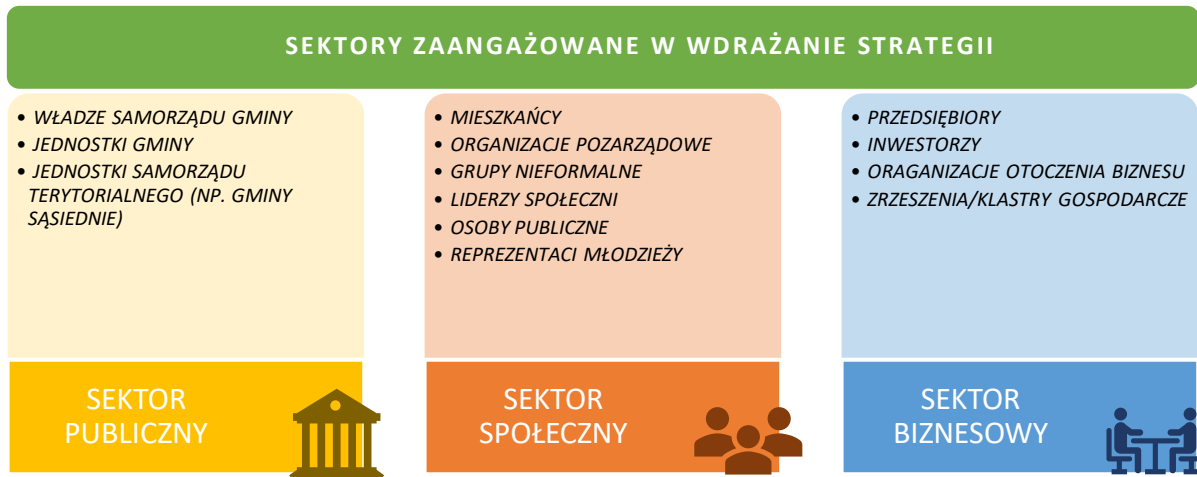 SEKTORY ZAANGAŻOWANE W WDRAŻANIE STRATEGII
• WŁADZE SAMORZĄDU GMINY
• JEDNOSTKI GMINY
• JEDNOSTKI SAMORZĄDU
TERYTORIALNEGO (NP. GMINY
SĄSIEDNIE)
SEKTOR
PUBLICZNY
• MIESZKAŃCY
• ORGANIZACJE POZARZĄDOWE
• GRUPY NIEFORMALNE
• LIDERZY SPOŁECZNI
• OSOBY PUBLICZNE
• REPREZENTACI MŁODZIEŻY
SEKTOR
SPOŁECZNY
• PRZEDSIĘBIORY
• INWESTORZY
• ORAGANIZACJE OTOCZENIA BIZNESU
• ZRZESZENIA/KLASTRY GOSPODARCZE
SEKTOR
BIZNESOWY